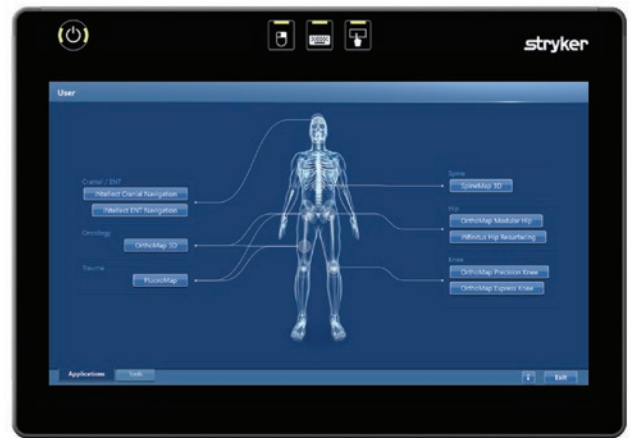 stryker
User
Cranial / ENT
iNtellect Cranial Navigation
iNtellect ENT Navigation
Oncology
OrthoMap 3D
Trauma
FluoroMap
Spine
SpineMap 3D
Hip
OrthoMap Modular Hip
iNfinitus Hip Resurfacing
Knee
OrthoMap Precision Knee
OrthoMap Express Knee
Applications
Tools
i
Exit